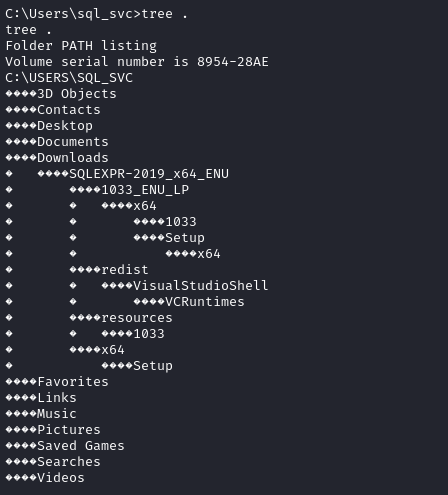 C:\Users\sql_svc>tree .
tree .
Folder PATH listing
Volume serial number is 8954-28AE
C:\USERS\SQL_SVC
����3D Objects
����Contacts
����Desktop
����Documents
����Downloads
�   ����SQLEXPR-2019_x64_ENU
�       ����1033_ENU_LP
�       �   ����x64
�       �       ����1033
�       �       ����Setup
�       �           ����x64
�       ����redist
�       �   ����VisualStudioShell
�       �       ����VCRuntimes
�       ����resources
�       �   ����1033
�       ����x64
�           ����Setup
����Favorites
����Links
����Music
����Pictures
����Saved Games
����Searches
����Videos